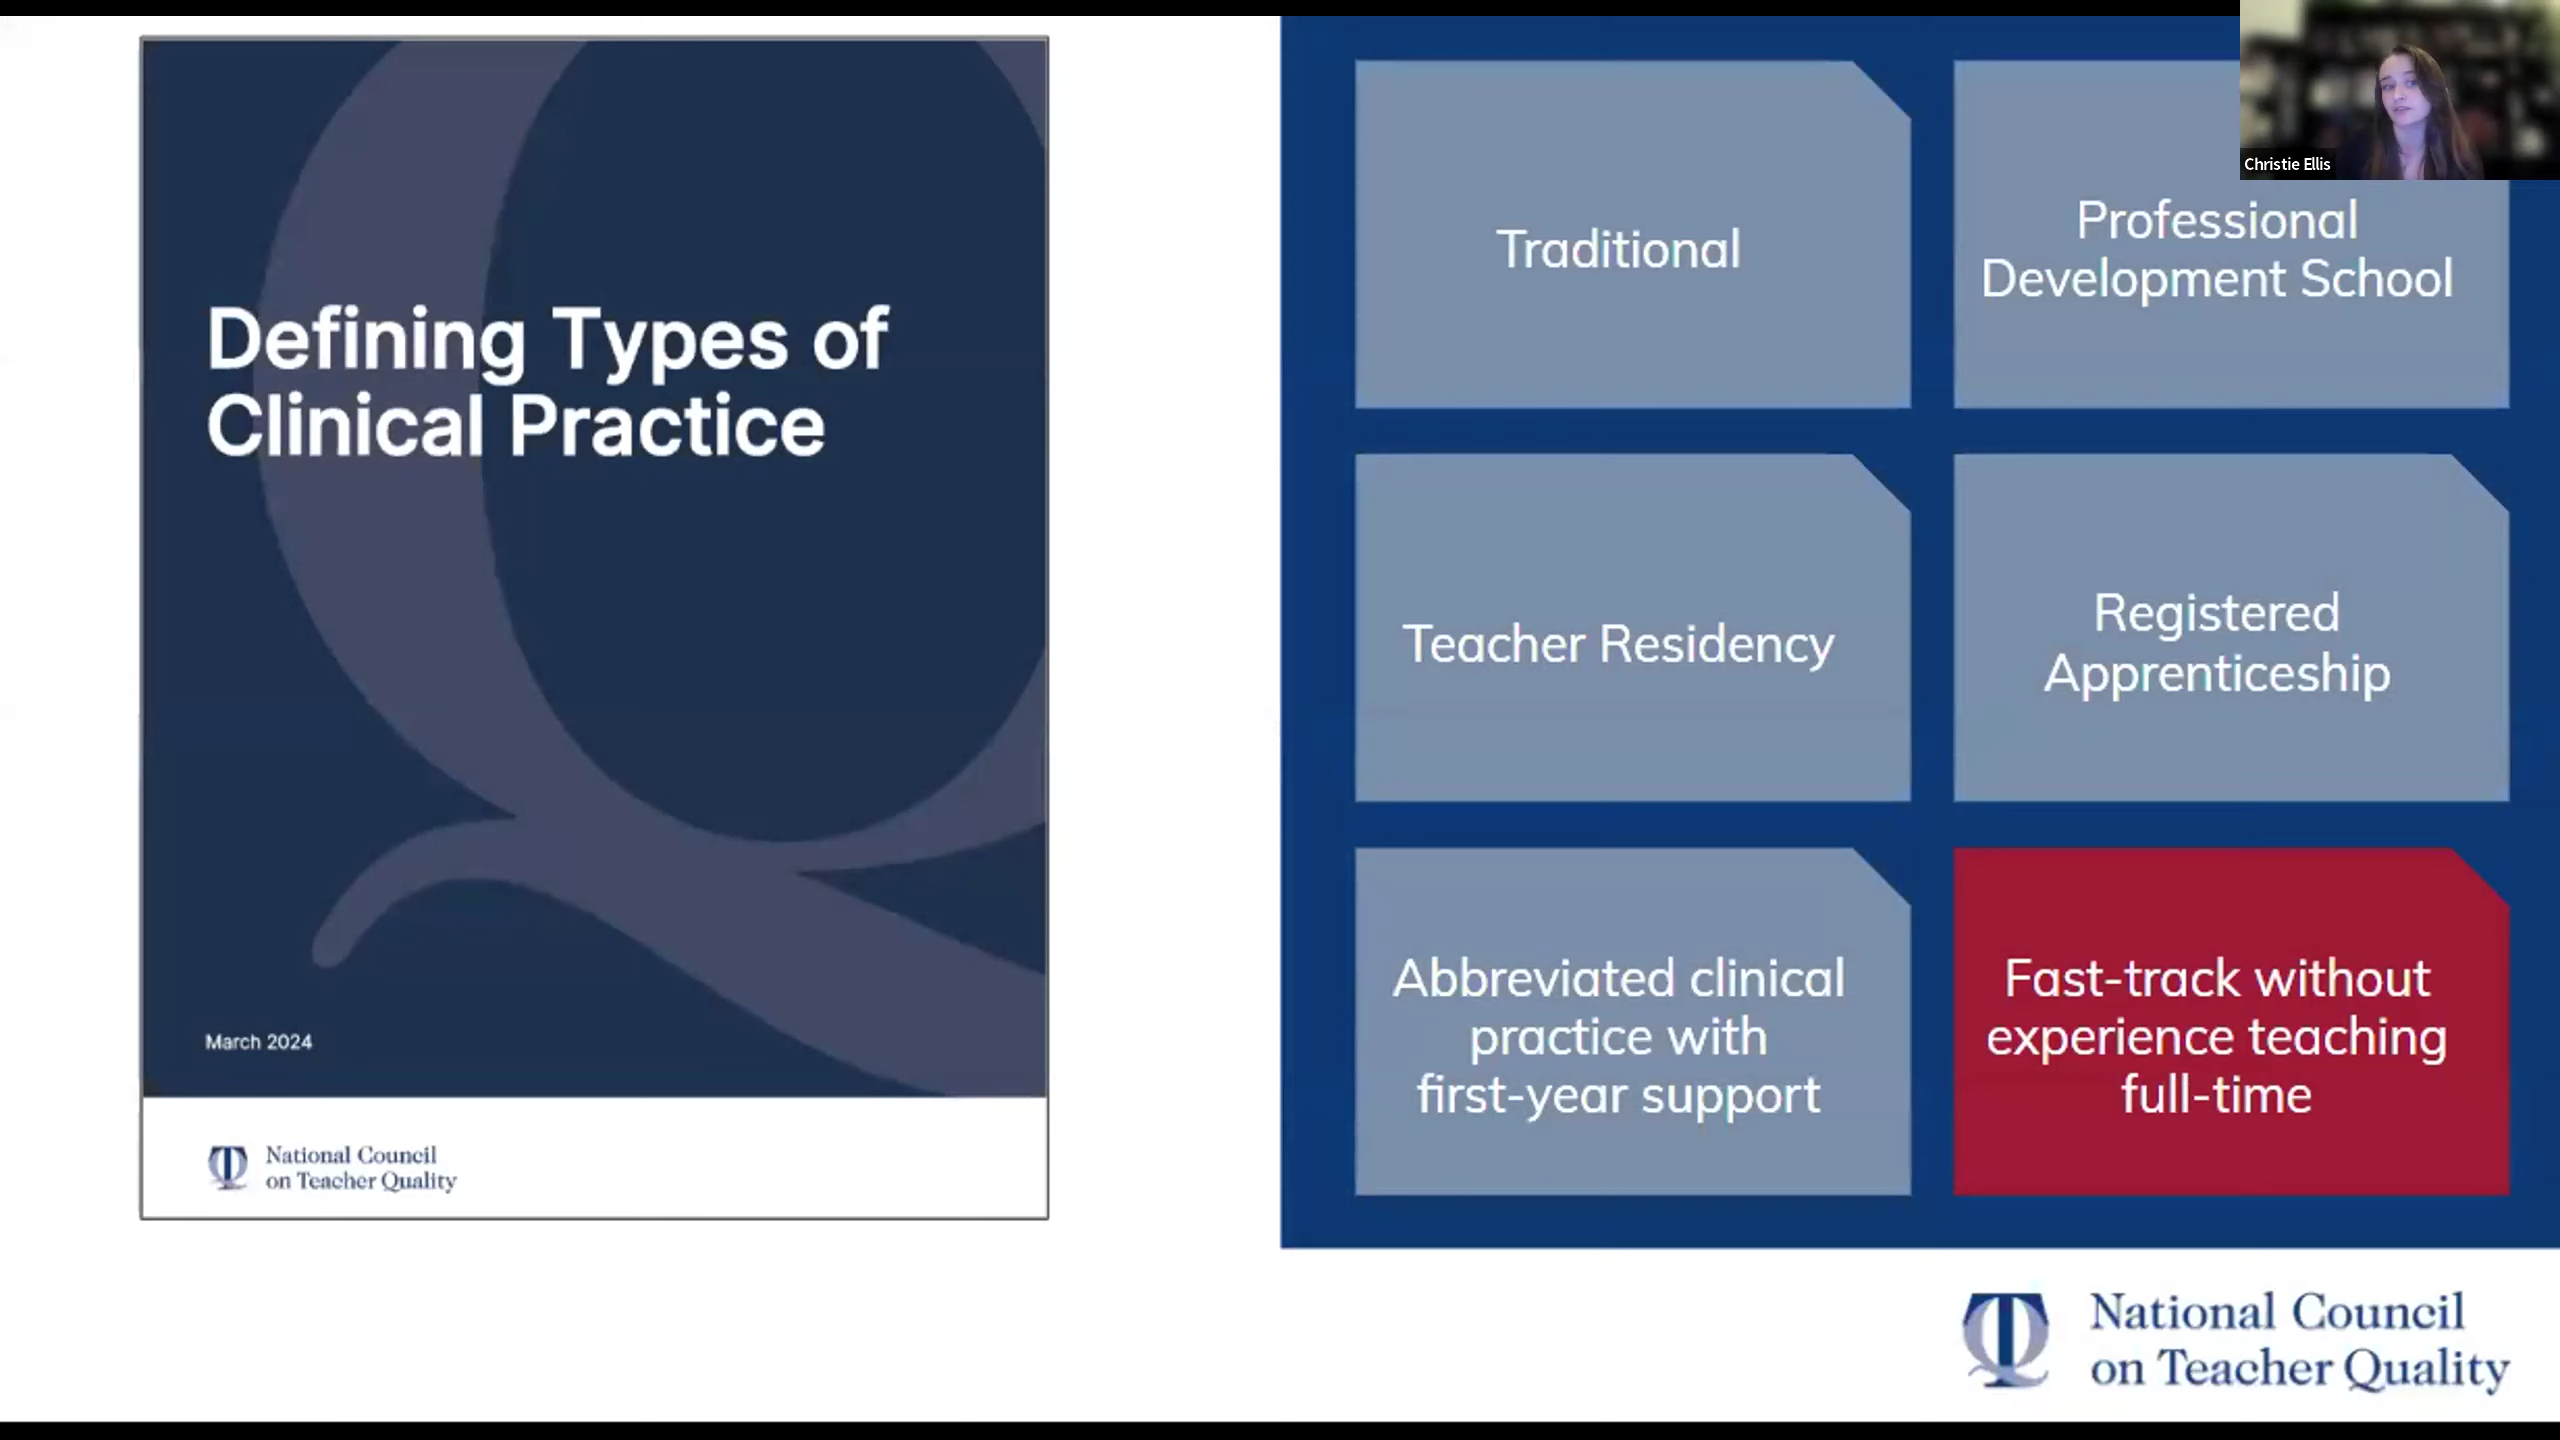 Defining Types of
Clinical Practice
March 2024
National Council
on Teacher Quality
Traditional
Professional
Development School
Teacher Residency
Registered
Apprenticeship
Abbreviated clinical
practice with
first-year support
Fast-track without
experience teaching
full-time
Christie Ellis
National Council
on Teacher Quality